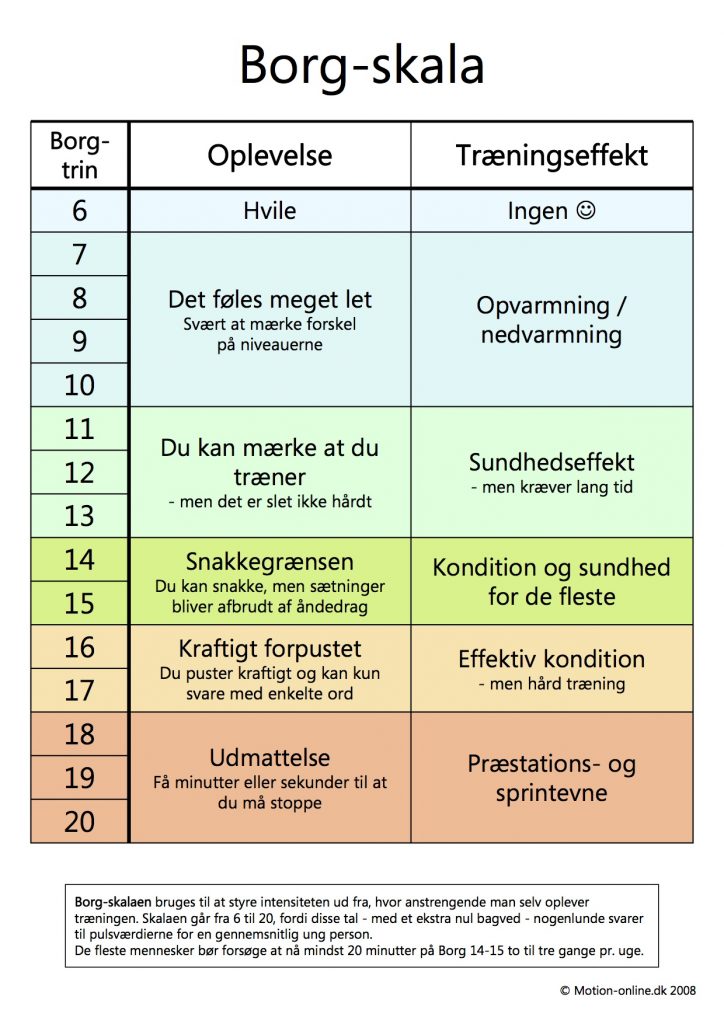 Borg-skala
Borg-
trin
Oplevelse
Træningseffekt
6
Hvile
Ingen ☺
7
8
9
10
Det føles meget let
Svært at mærke forskel
på niveauerne
Opvarmning /
nedvarmning
11
12
13
Du kan mærke at du
træner
- men det er slet ikke hårdt
Sundhedseffekt
- men kræver lang tid
14
15
Snakkegrænsen
Du kan snakke, men sætninger
bliver afbrudt af åndedrag
Kondition og sundhed
for de fleste
16
17
Kraftigt forpustet
Du puster kraftigt og kan kun
svare med enkelte ord
Effektiv kondition
- men hård træning
18
19
20
Udmattelse
Få minutter eller sekunder til at
du må stoppe
Præstations- og
sprintevne
Borg-skalaen bruges til at styre intensiteten ud fra, hvor anstrengende man selv oplever
træningen. Skalaen går fra 6 til 20, fordi disse tal - med et ekstra nul bagved - nogenlunde svarer
til pulsværdierne for en gennemsnitlig ung person.
De fleste mennesker bør forsøge at nå mindst 20 minutter på Borg 14-15 to til tre gange pr. uge.
© Motion-online.dk 2008